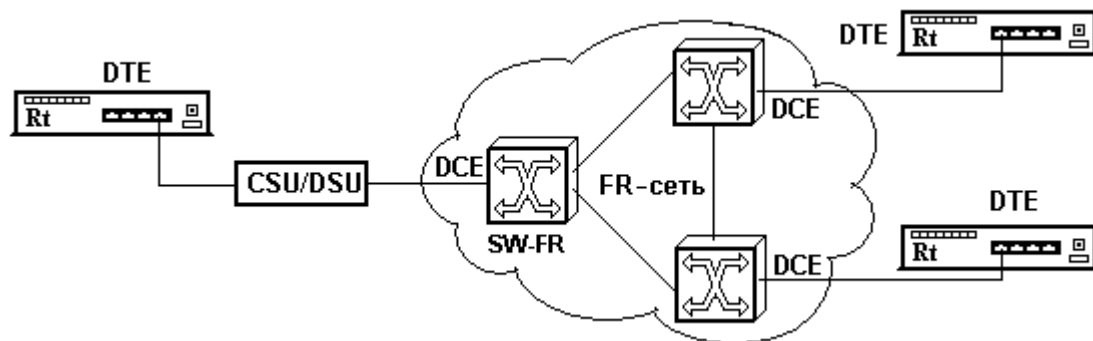 DTE
Rt
DTE
Rt
DCE
CSU/DSU
DCE
FR-сеть
SW-FR
DTE
Rt
DCE